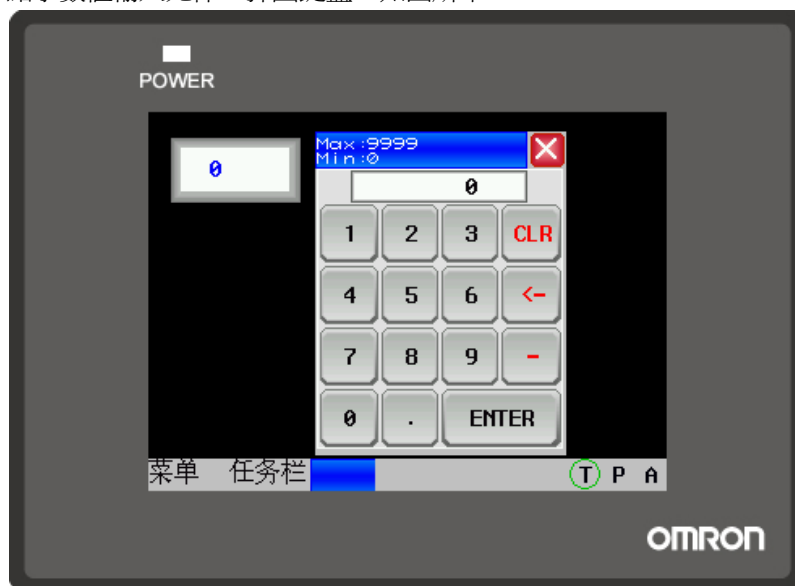 POWER
0
Max:9999
Min:0
0
1 2 3 CLR
4 5 6 <-
7 8 9 -
0 . ENTER
菜单 任务栏
T P A
OMRON